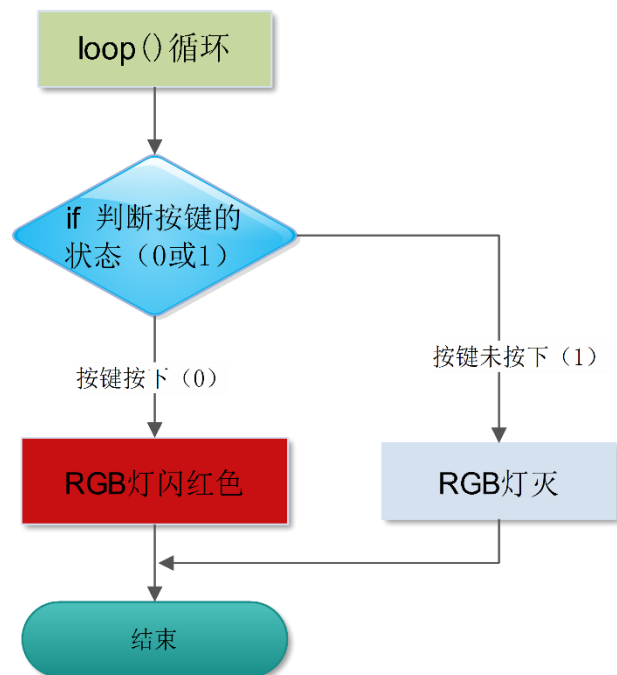 loop()循环
if 判断按键的
状态（0或1）
按键未按下（1）
按键按下（0）
RGB灯闪红色
RGB灯灭
结束